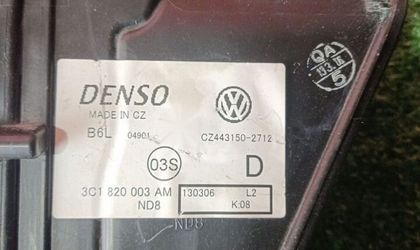 DENSO
MADE IN CZ
B6L 04901
CZ443150-2712
03S
D
3C1 820 003 AM
130306 L2
ND8
K:08
ND8
QA
5